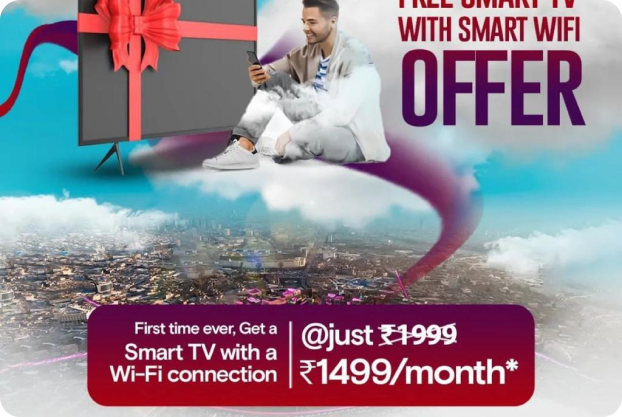 FREE SMART TV
WITH SMART WIFI
OFFER
First time ever, Get a
Smart TV with a
Wi-Fi connection
@just ₹1999
₹1499/month*